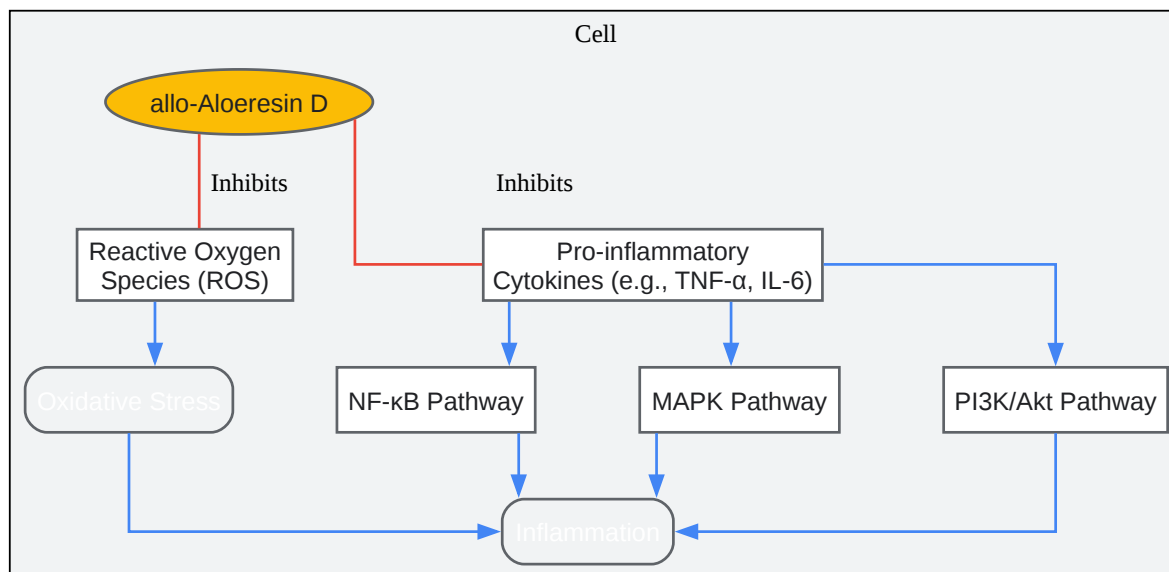 Cell
allo-Aloeresin D
Inhibits
Inhibits
Reactive Oxygen
Species (ROS)
Pro-inflammatory
Cytokines (e.g., TNF-α, IL-6)
Oxidative Stress
NF-κB Pathway
MAPK Pathway
PI3K/Akt Pathway
Inflammation